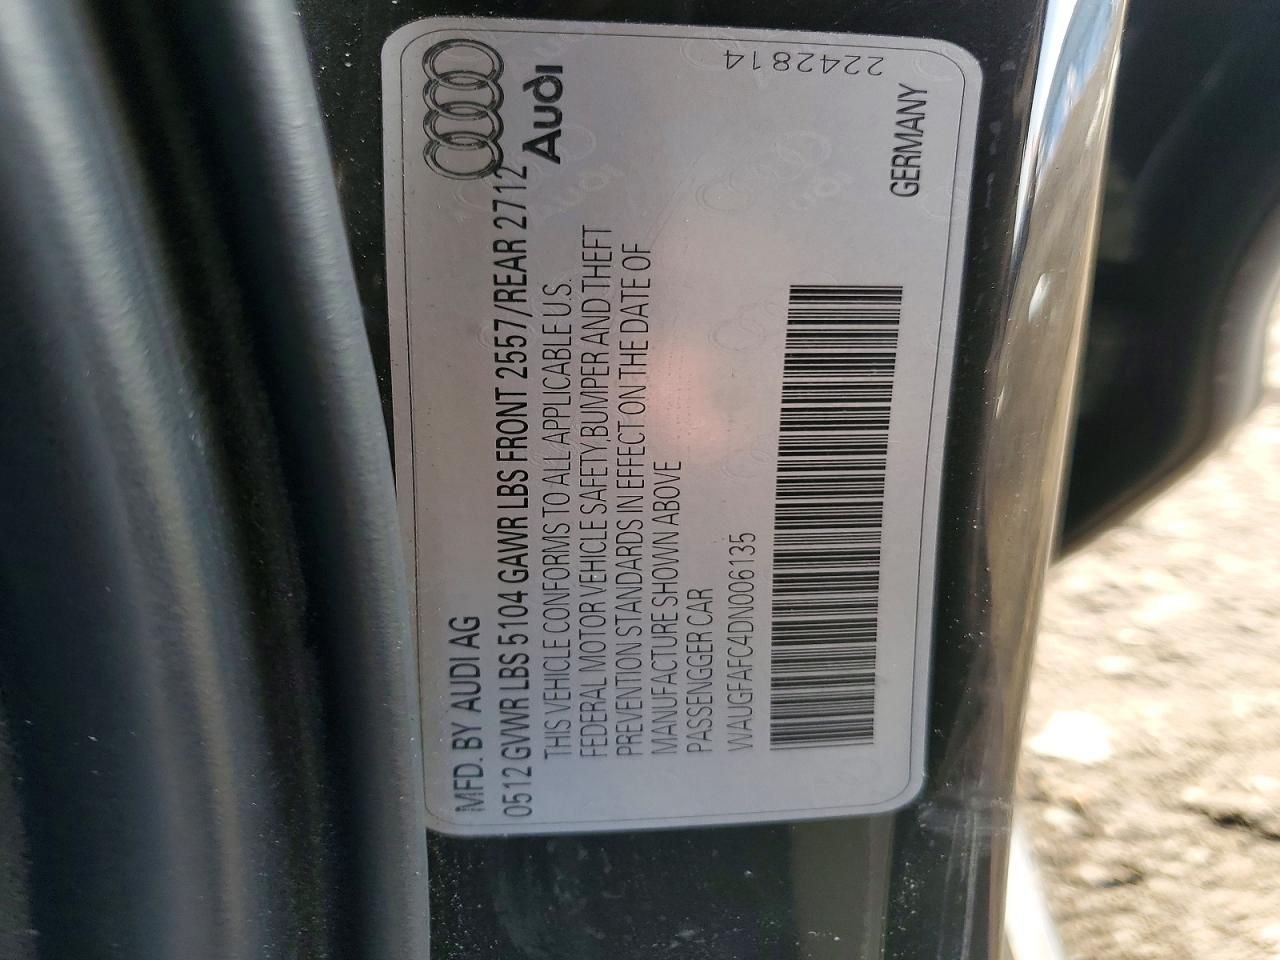 MFD. BY AUDI AG
0512 GVWR LBS 5104 GAWR LBS FRONT 2557/REAR 2712
THIS VEHICLE CONFORMS TO ALL APPLICABLE U.S.
FEDERAL MOTOR VEHICLE SAFETY,BUMPER AND THEFT
PREVENTION STANDARDS IN EFFECT ON THE DATE OF
MANUFACTURE SHOWN ABOVE
PASSENGER CAR
WAUGFAFC4DN006135
Audi
GERMANY
2242814